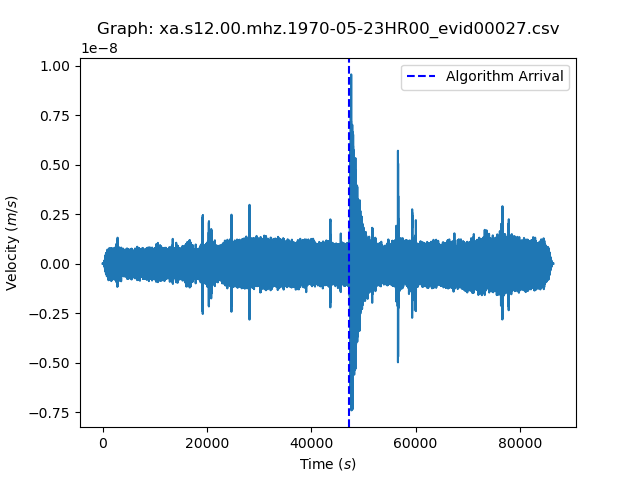 Graph: xa.s12.00.mhz.1970-05-23HR00_evid00027.csv
1e−8
Algorithm Arrival
1.00
0.75
0.50
0.25
0.00
−0.25
−0.50
−0.75
Velocity (m/s)
0 20000 40000 60000 80000
Time (s)